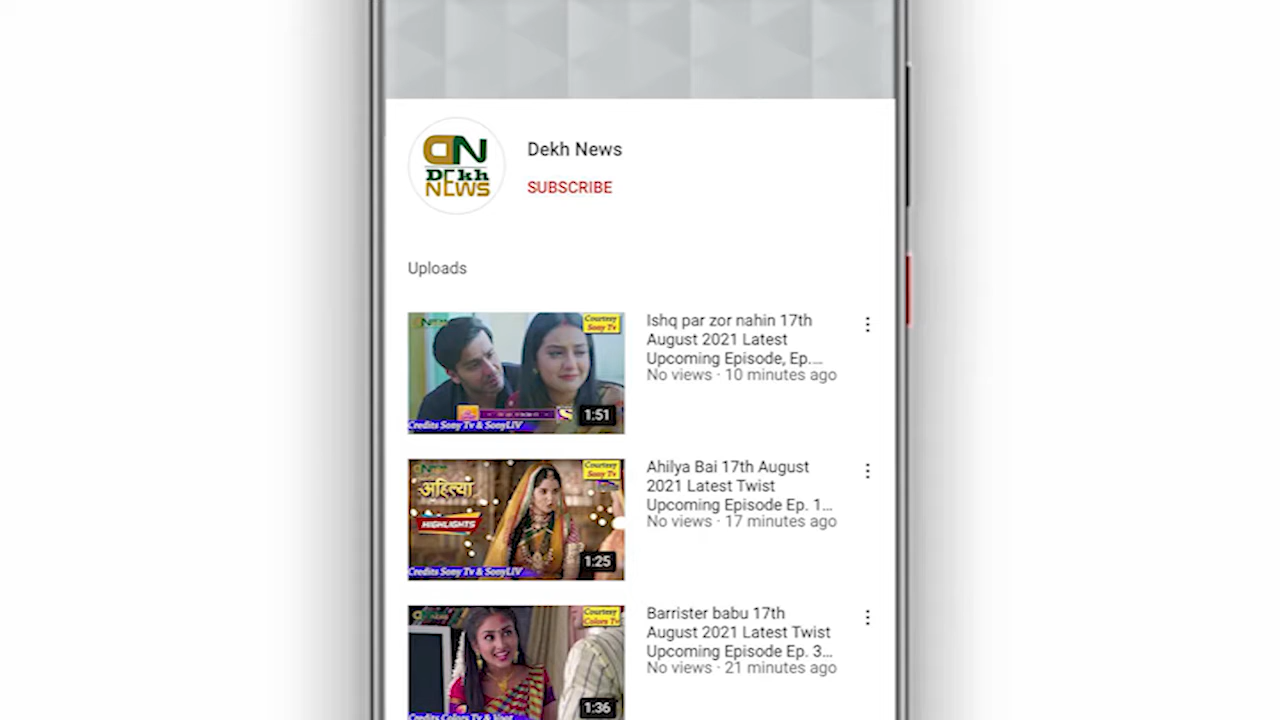 DN
Dekh
NEWS
Dekh News
SUBSCRIBE
Uploads
Courtesy
Sony Tv
Credits Sony Tv & SonyLIV
1:51
Ishq par zor nahin 17th
August 2021 Latest
Upcoming Episode, Ep....
No views · 10 minutes ago
Courtesy
Sony Tv
अहिल्या
HIGHLIGHTS
Credits Sony Tv & SonyLIV
1:25
Ahilya Bai 17th August
2021 Latest Twist
Upcoming Episode Ep. 1...
No views · 17 minutes ago
Courtesy
Colors Tv
Credits Colors Tv & Voot
1:36
Barrister babu 17th
August 2021 Latest Twist
Upcoming Episode Ep. 3...
No views · 21 minutes ago